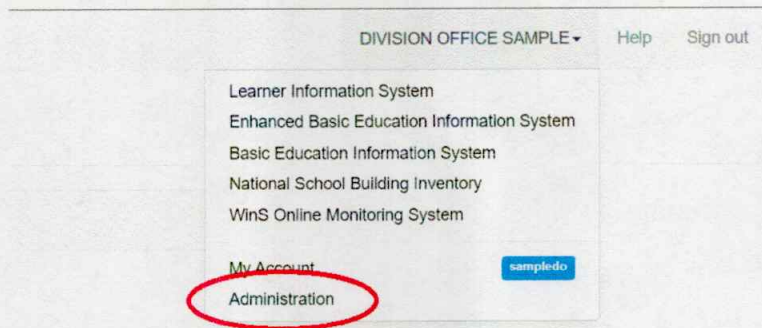 DIVISION OFFICE SAMPLE Help Sign out
Learner Information System
Enhanced Basic Education Information System
Basic Education Information System
National School Building Inventory
WinS Online Monitoring System
My Account sampledo
Administration